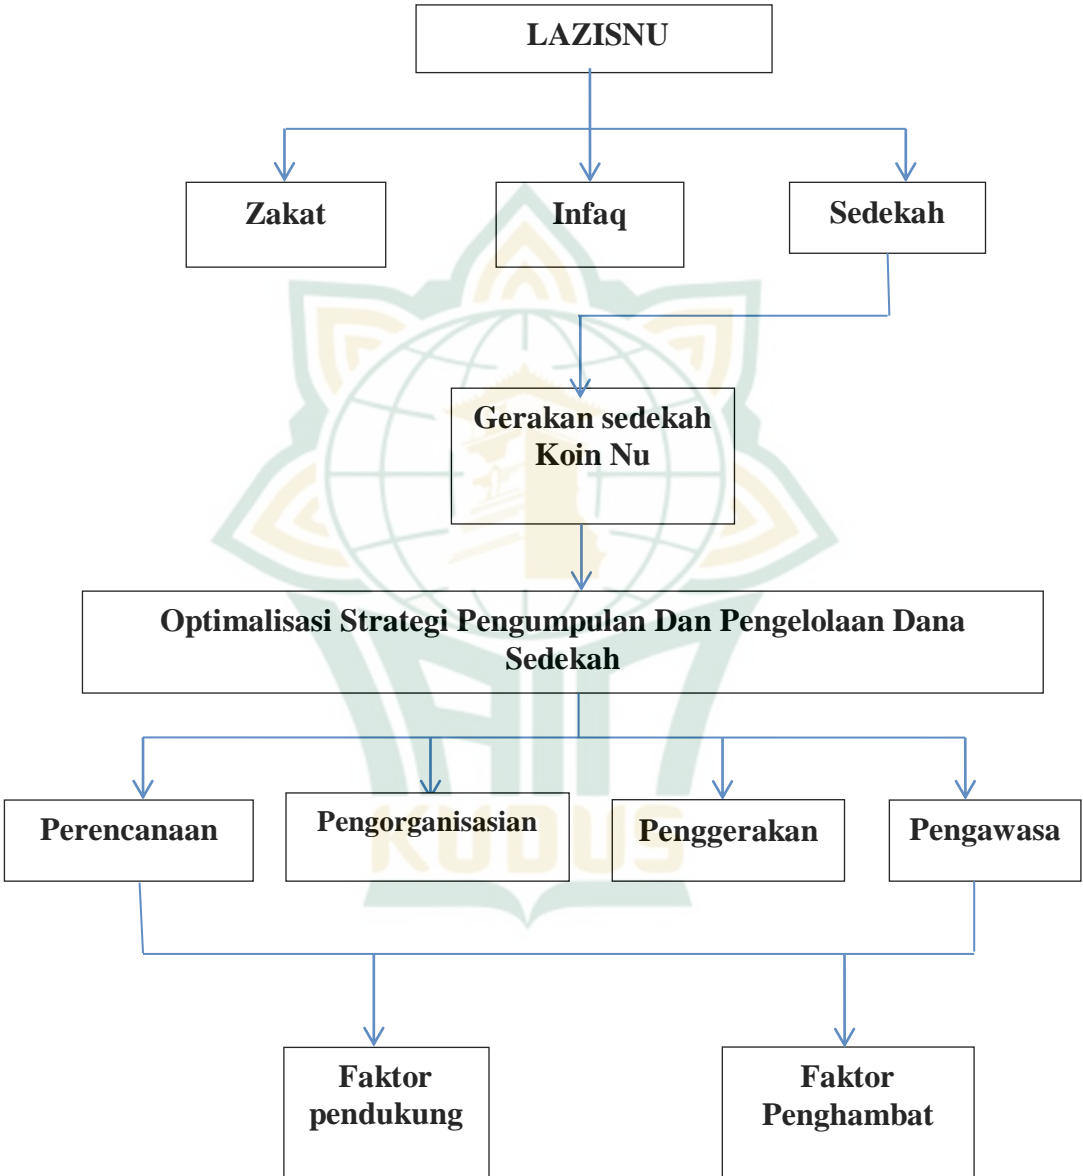 LAZISNU
Zakat
Infaq
Sedekah
Gerakan sedekah
Koin Nu
Optimalisasi Strategi Pengumpulan Dan Pengelolaan Dana
Sedekah
Perencanaan
Pengorganisasian
Penggerakan
Pengawasa
KUDUS
Faktor
pendukung
Faktor
Penghambat